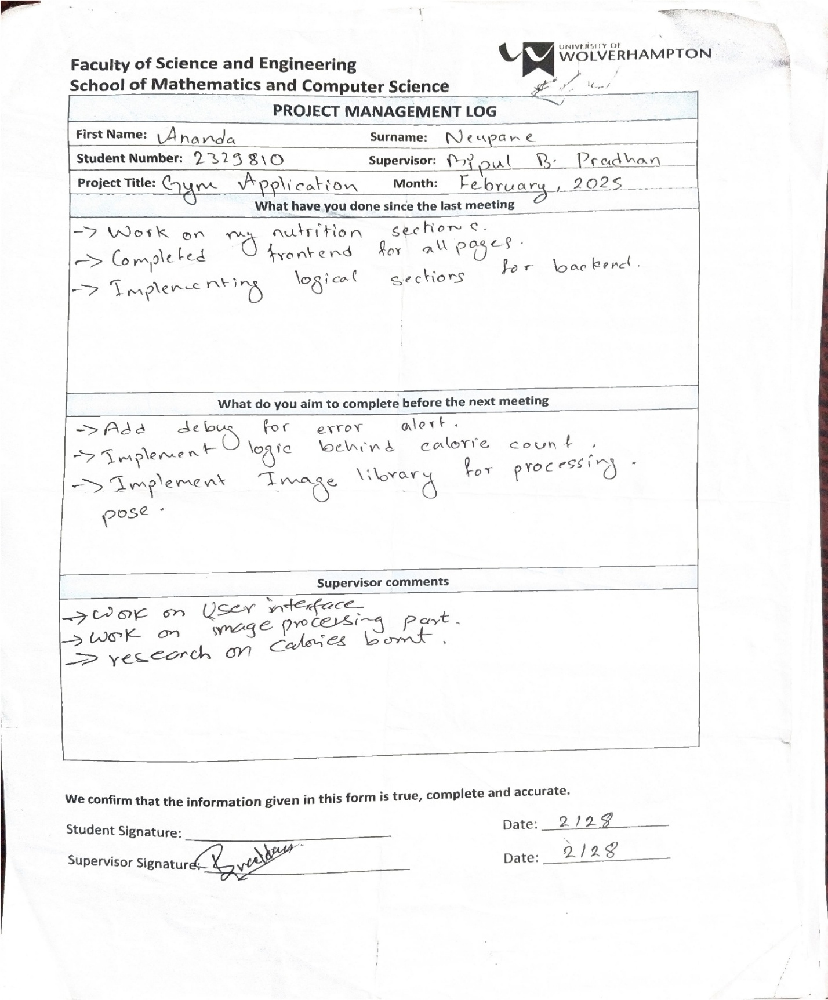 UNIVERSITY OF
WOLVERHAMPTON
Faculty of Science and Engineering
School of Mathematics and Computer Science
PROJECT MANAGEMENT LOG
First Name: Ananda Surname: Neupane
Student Number: 2329810 Supervisor: Bipul B. Pradhan
Project Title: Gym Application Month: February, 2025
What have you done since the last meeting
-> Work on my nutrition sections.
-> Completed frontend for all pages.
-> Implementing logical sections for backend.
What do you aim to complete before the next meeting
-> Add debug for error alert.
-> Implement logic behind calorie count.
-> Implement Image library for processing.
pose.
Supervisor comments
-> Work on User interface
-> work on image processing part.
=> research on Calories
We confirm that the information given in this form is true, complete and accurate.
Student Signature: Date: 2/28
Supervisor Signature: Date: 2/28